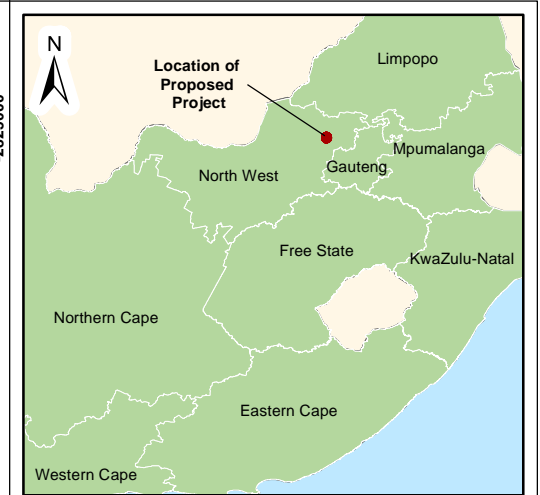 N
Location of
Proposed
Project
Limpopo
Mpumalanga
Gauteng
North West
Free State
KwaZulu-Natal
Northern Cape
Eastern Cape
Western Cape